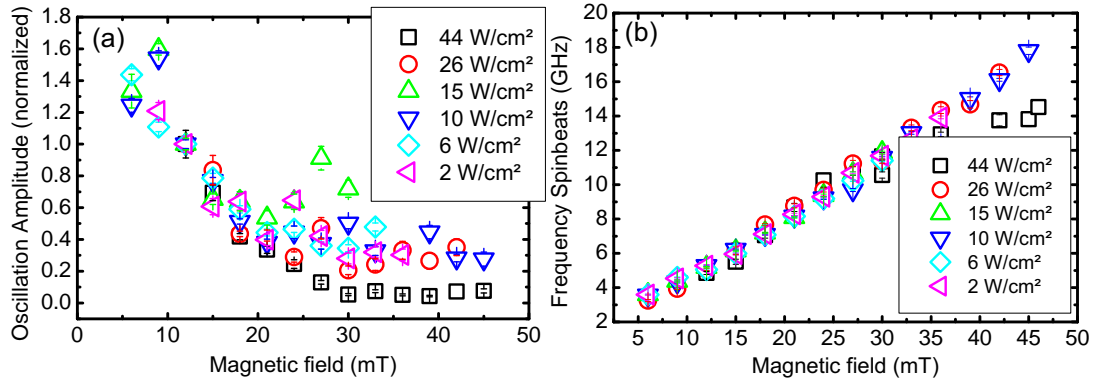 (a)
Oscillation Amplitude (normalized)
1.8
1.6
1.4
1.2
1.0
0.8
0.6
0.4
0.2
0.0
0 10 20 30 40 50
Magnetic field (mT)
44 W/cm²
26 W/cm²
15 W/cm²
10 W/cm²
6 W/cm²
2 W/cm²
(b)
Frequency Spinbeats (GHz)
20
18
16
14
12
10
8
6
4
2
5 10 15 20 25 30 35 40 45 50
Magnetic field (mT)
44 W/cm²
26 W/cm²
15 W/cm²
10 W/cm²
6 W/cm²
2 W/cm²